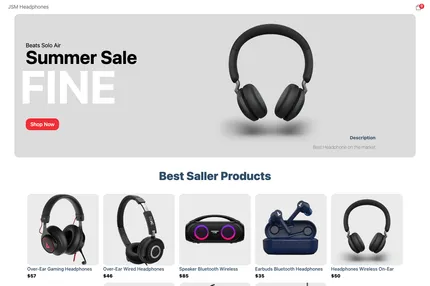 JSM Headphones
0
Beats Solo Air
Summer Sale
FINE
Shop Now
Description
Best Headphone on the market
Best Saller Products
Over-Ear Gaming Headphones
$57
Over-Ear Wired Headphones
$46
Speaker Bluetooth Wireless
$85
Earbuds Bluetooth Headphones
$35
Headphones Wireless On-Ear
$50